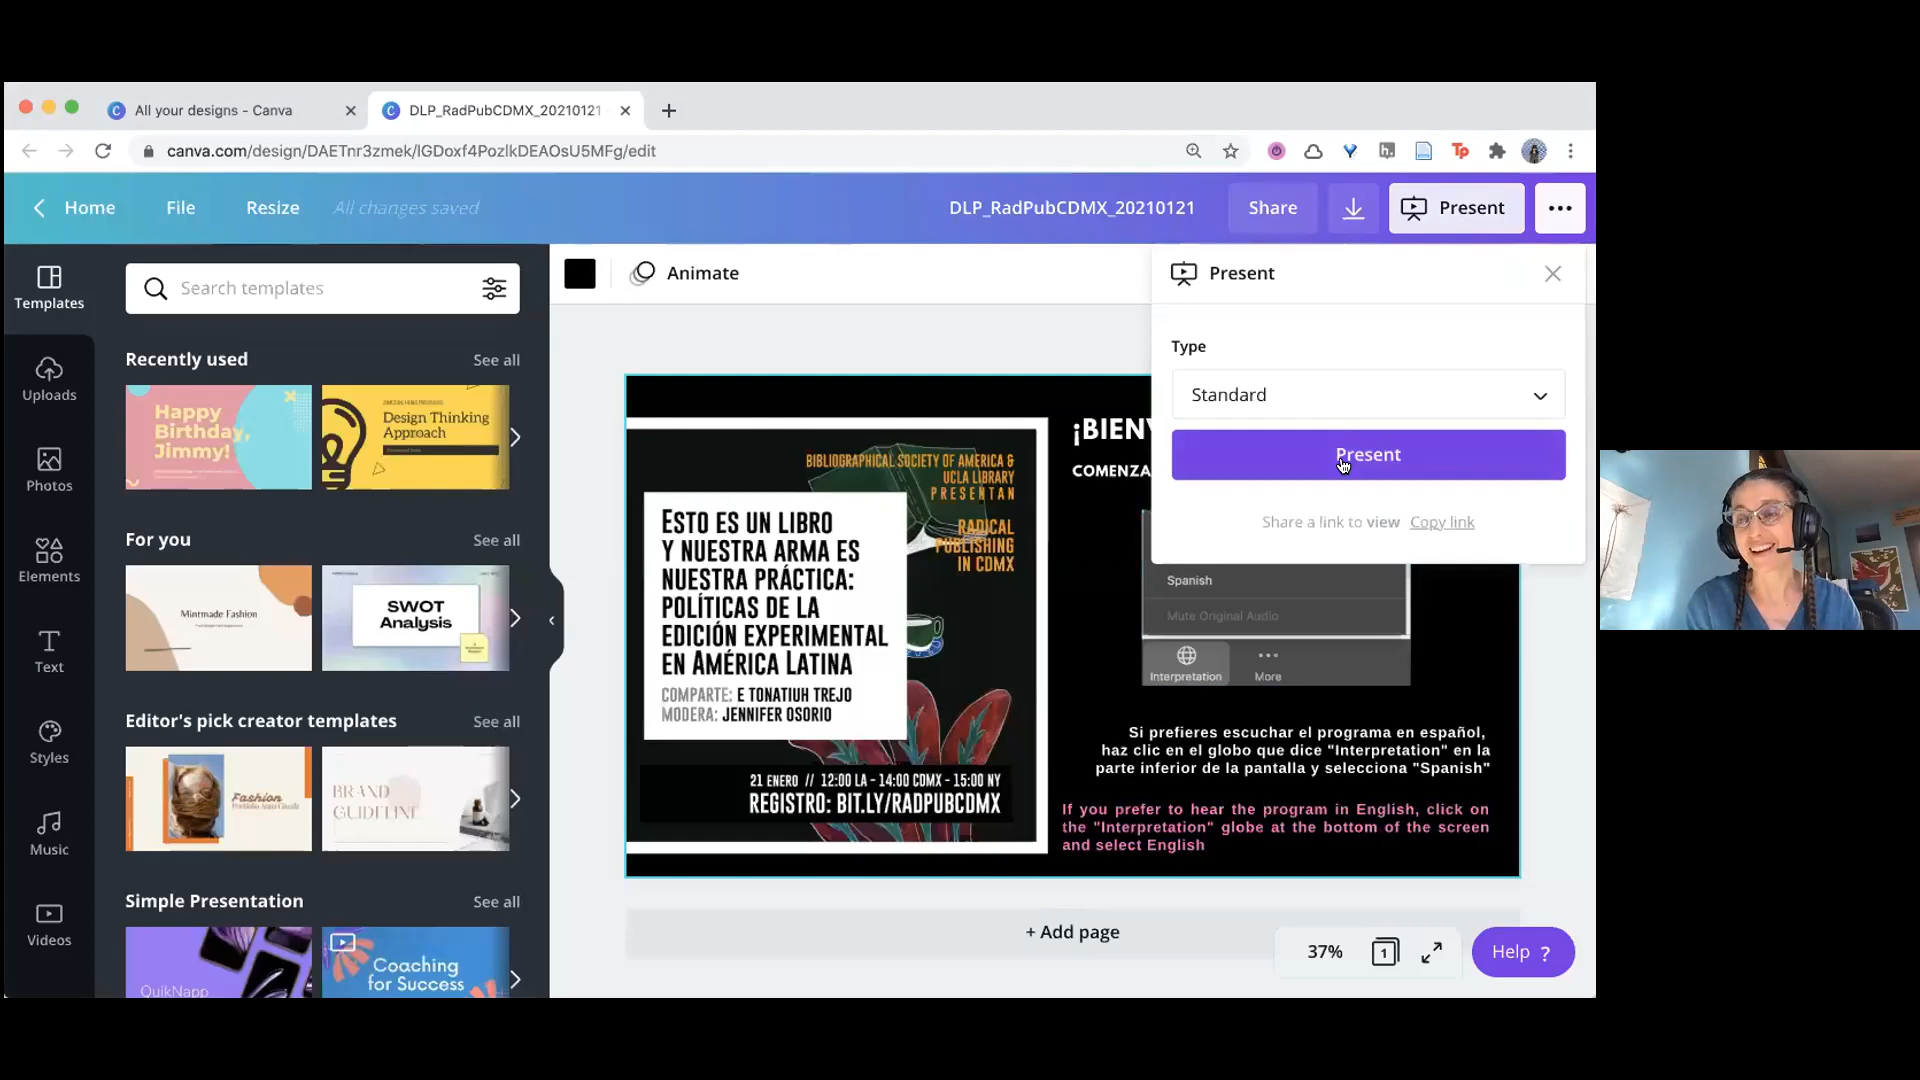 All your designs - Canva
DLP_RadPubCDMX_20210121
canva.com/design/DAETnr3zmek/lGDoxf4PozlkDEAOsU5MFg/edit
Home
File
Resize
All changes saved
DLP_RadPubCDMX_20210121
Share
Present
Templates
Uploads
Photos
Elements
Text
Styles
Music
Videos
Search templates
Recently used
See all
Happy
Birthday,
Jimmy!
Design Thinking
Approach
For you
See all
Mintmade Fashion
SWOT
Analysis
Editor's pick creator templates
See all
Fashion
BRAND
GUIDELINE
Simple Presentation
See all
QuikNapp
Coaching
for Success
Animate
Present
Type
Standard
Present
Share a link to view Copy link
BIBLIOGRAPHICAL SOCIETY OF AMERICA &
UCLA LIBRARY
PRESENTAN
RADICAL
PUBLISHING
IN CDMX
ESTO ES UN LIBRO
Y NUESTRA ARMA ES
NUESTRA PRÁCTICA:
POLÍTICAS DE LA
EDICIÓN EXPERIMENTAL
EN AMÉRICA LATINA
COMPARTE: E TONATIUH TREJO
MODERA: JENNIFER OSORIO
21 ENERO // 12:00 LA - 14:00 CDMX - 15:00 NY
REGISTRO: BIT.LY/RADPUBCDMX
¡BIENV
COMENZA
Spanish
Mute Original Audio
Interpretation
More
Si prefieres escuchar el programa en español,
haz clic en el globo que dice "Interpretation" en la
parte inferior de la pantalla y selecciona "Spanish"
If you prefer to hear the program in English, click on
the "Interpretation" globe at the bottom of the screen
and select English
+ Add page
37%
1
Help ?